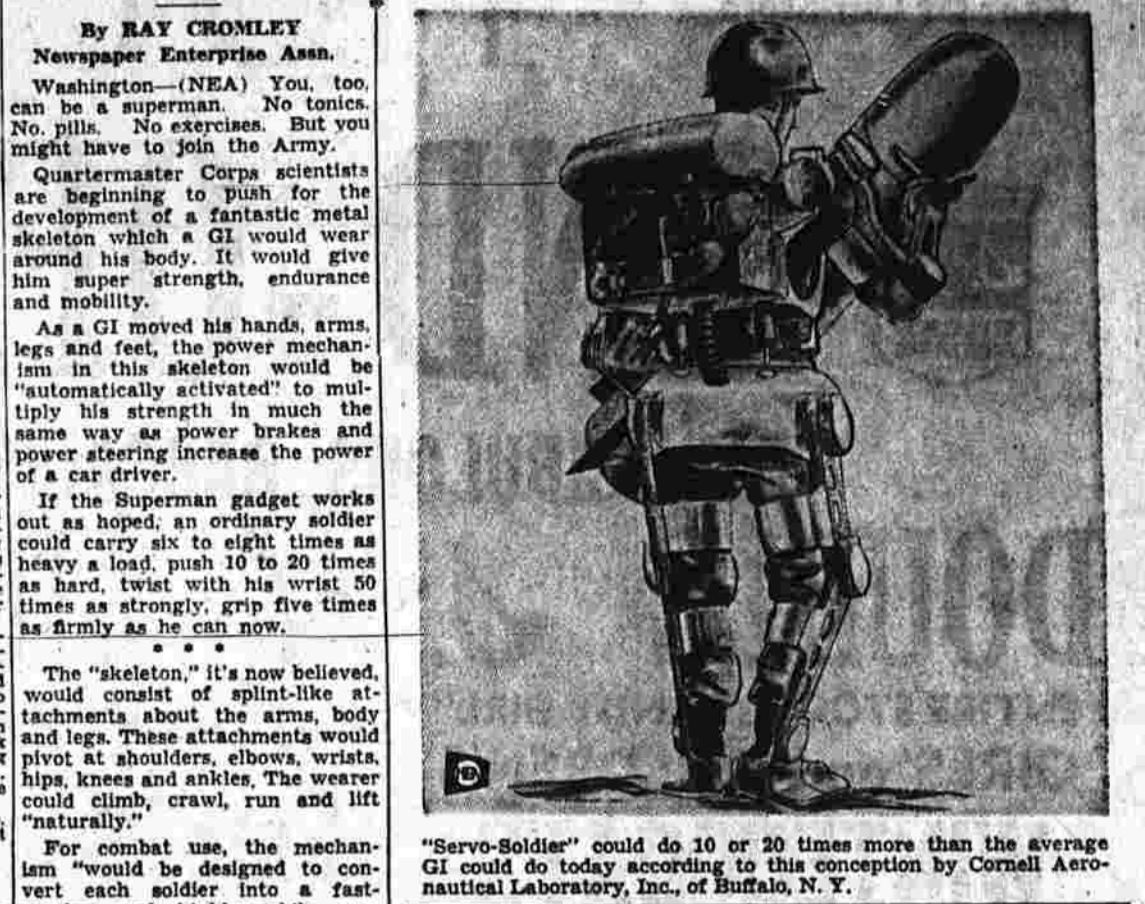 By RAY CROMLEY
Newspaper Enterprise Assn.
Washington—(NEA) You, too,
can be a superman. No tonics.
No. pills. No exercises. But you
might have to join the Army.
Quartermaster Corps scientists
are beginning to push for the
development of a fantastic metal
skeleton which a GI would wear
around his body. It would give
him super strength, endurance
and mobility.
As a GI moved his hands, arms,
legs and feet, the power mechan-
ism in this skeleton would be
"automatically activated" to mul-
tiply his strength in much the
same way as power brakes and
power steering increase the power
of a car driver.
If the Superman gadget works
out as hoped, an ordinary soldier
could carry six to eight times as
heavy a load, push 10 to 20 times
as hard, twist with his wrist 50
times as strongly, grip five times
as firmly as he can now.
* * *
The "skeleton," it's now believed,
would consist of splint-like at-
tachments about the arms, body
and legs. These attachments would
pivot at shoulders, elbows, wrists,
hips, knees and ankles. The wearer
could climb, crawl, run and lift
"naturally."
For combat use, the mechan-
ism "would be designed to con-
vert each soldier into a fast-
"Servo-Soldier" could do 10 or 20 times more than the average
GI could do today according to this conception by Cornell Aero-
nautical Laboratory, Inc., of Buffalo, N. Y.